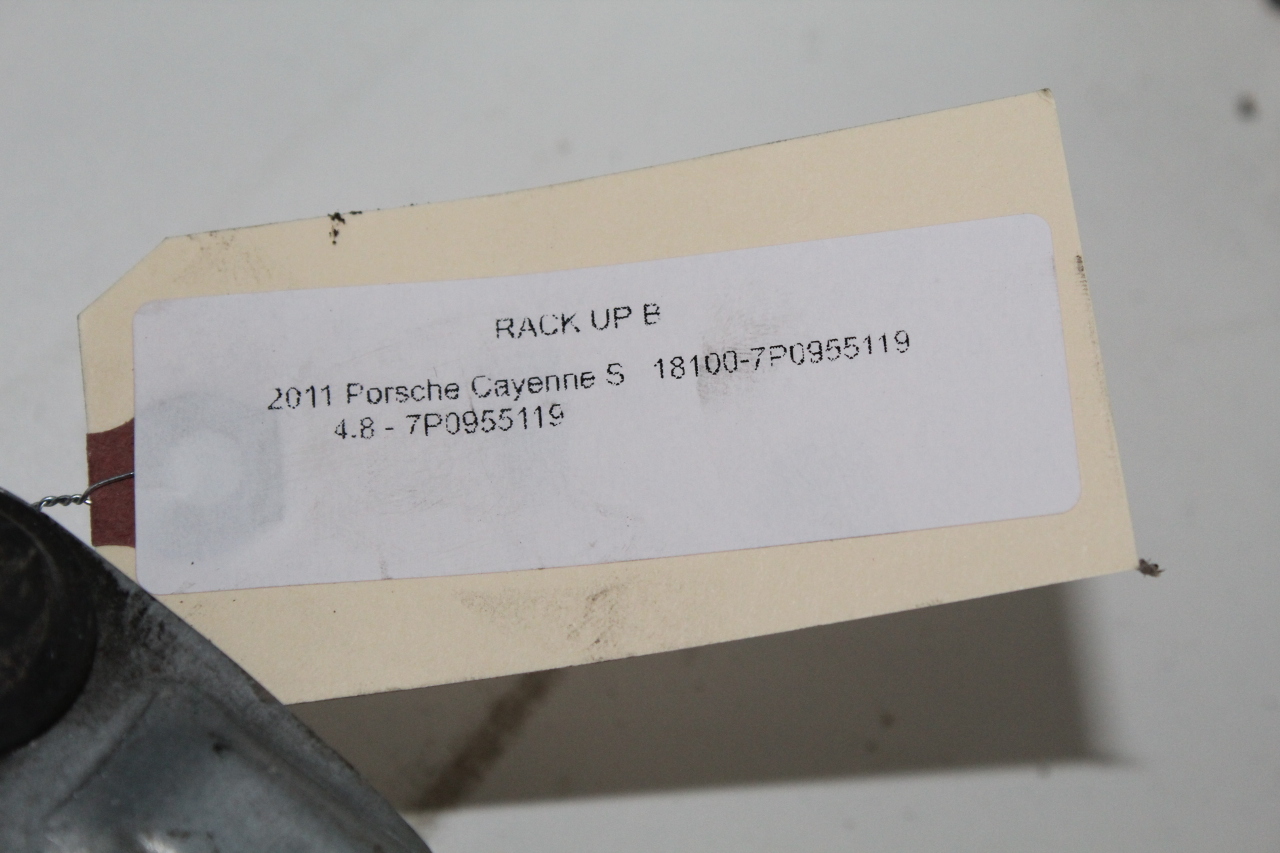 RACK UP B
2011 Porsche Cayenne S 18100-7P0955119
4.8 - 7P0955119